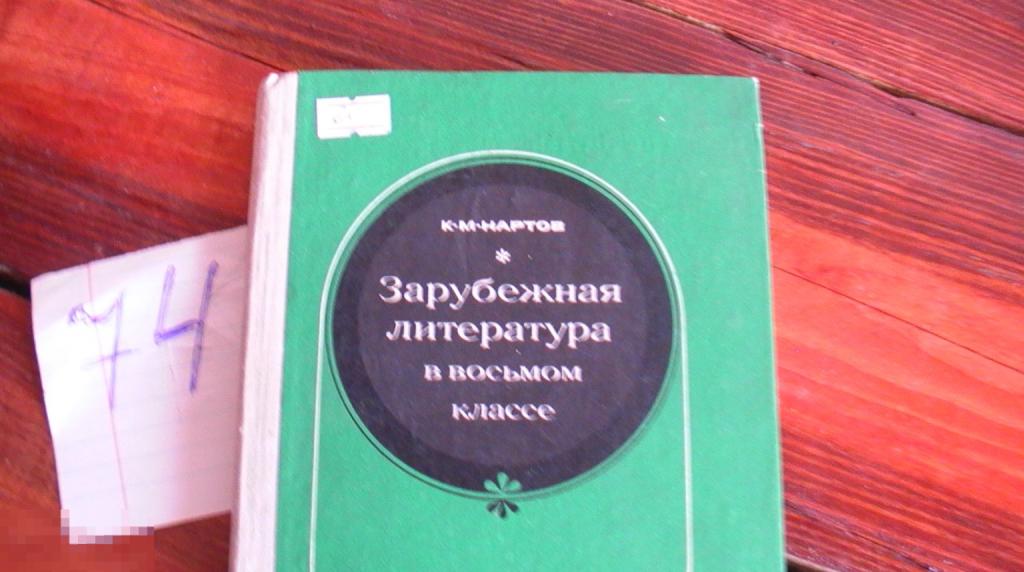 К·М·НАРТОВ
*
Зарубежная
литература
в восьмом
классе
74